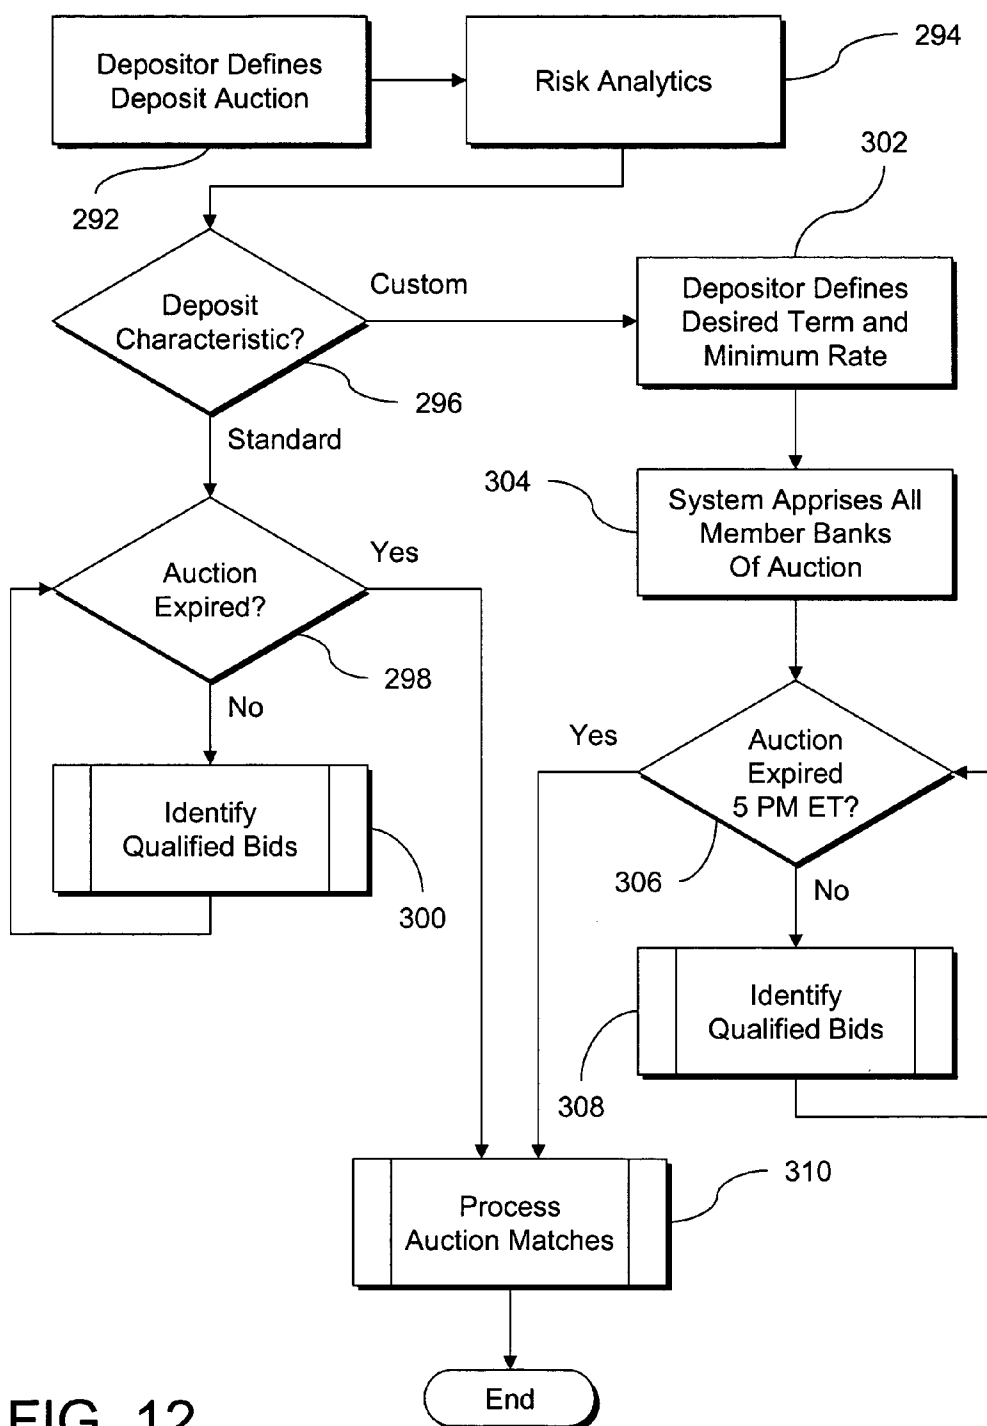 Depositor Defines
Deposit Auction
Risk Analytics
294
292
302
Deposit
Characteristic?
Custom
Depositor Defines
Desired Term and
Minimum Rate
296
Standard
304
System Apprises All
Member Banks
Of Auction
Auction
Expired?
Yes
298
No
Yes
Auction
Expired
5 PM ET?
306
No
Identify
Qualified Bids
300
Identify
Qualified Bids
308
Process
Auction Matches
310
End
FIG. 12